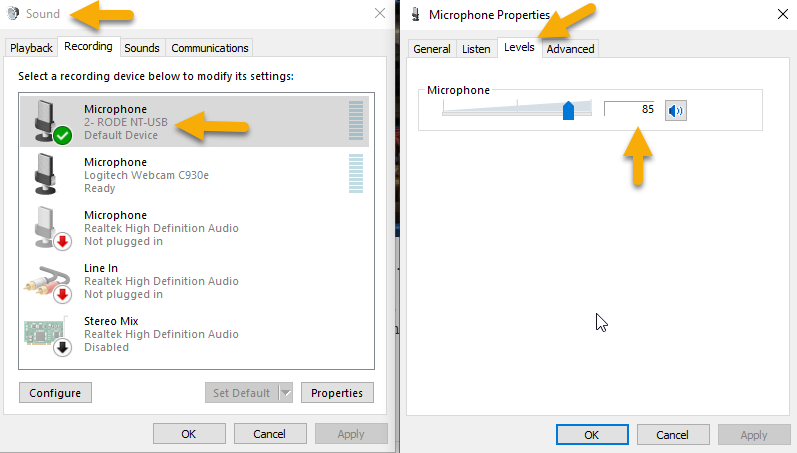 Sound
Playback
Recording
Sounds
Communications
Select a recording device below to modify its settings:
Microphone
2- RODE NT-USB
Default Device
Microphone
Logitech Webcam C930e
Ready
Microphone
Realtek High Definition Audio
Not plugged in
Line In
Realtek High Definition Audio
Not plugged in
Stereo Mix
Realtek High Definition Audio
Disabled
Configure
Set Default
Properties
OK
Cancel
Apply
Microphone Properties
General
Listen
Levels
Advanced
Microphone
85
OK
Cancel
Apply